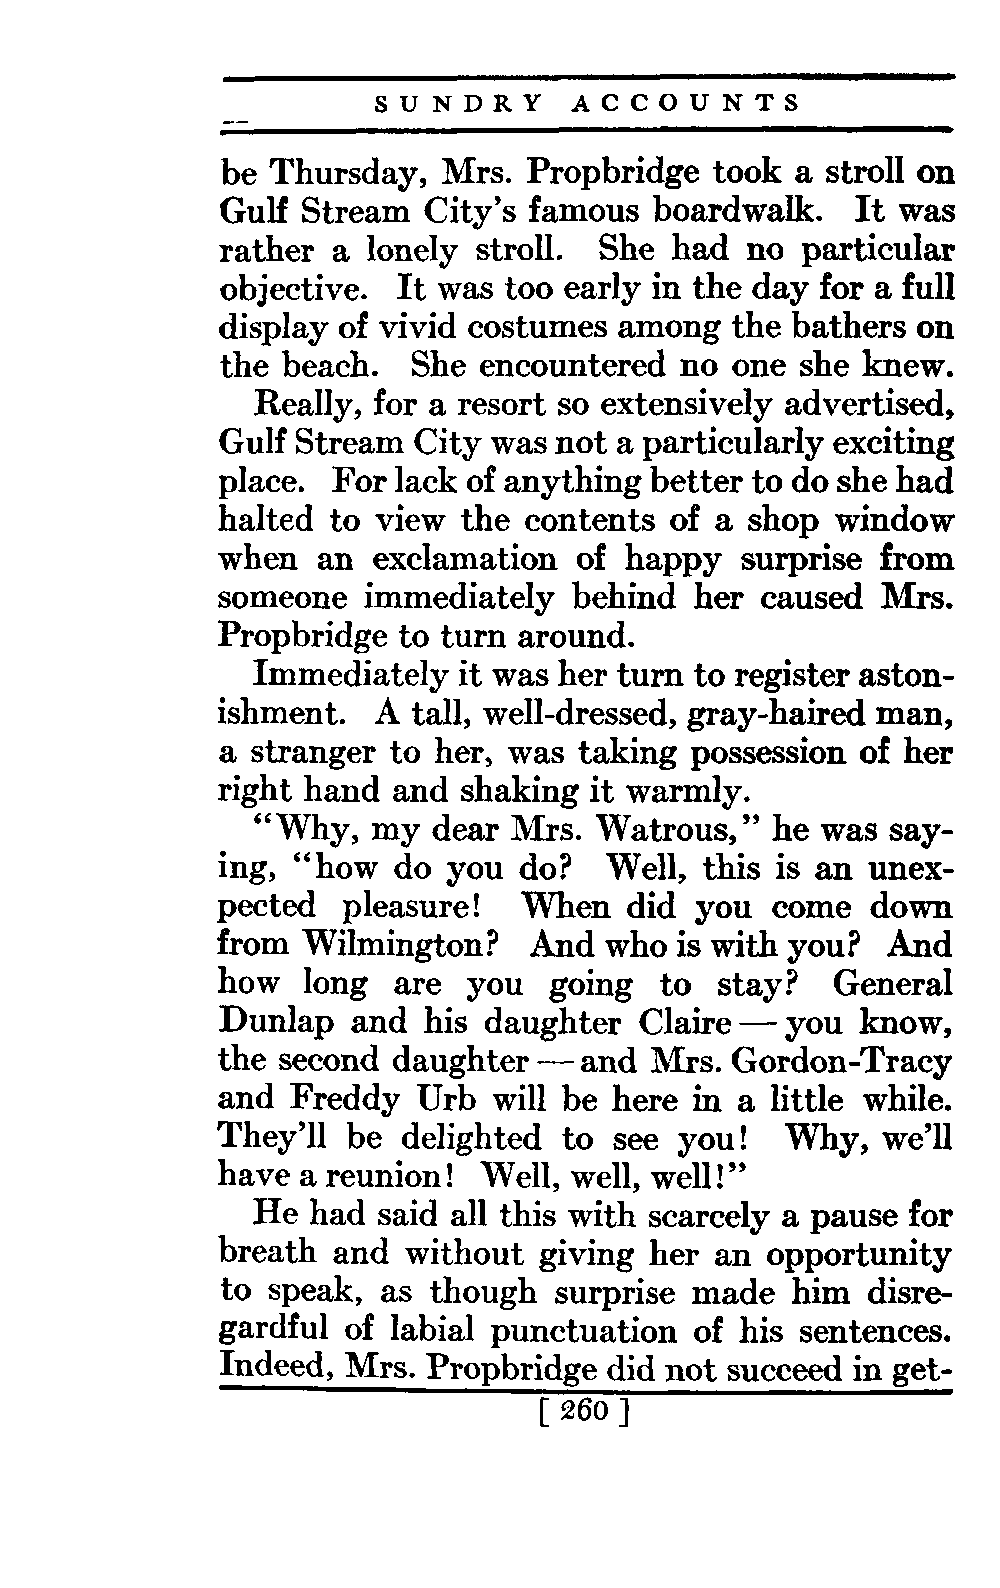 SUNDRY ACCOUNTS
be Thursday, Mrs. Propbridge took a stroll on
Gulf Stream City's famous boardwalk. It was
rather a lonely stroll. She had no particular
objective. It was too early in the day for a full
display of vivid costumes among the bathers on
the beach. She encountered no one she knew.
Really, for a resort so extensively advertised,
Gulf Stream City was not a particularly exciting
place. For lack of anything better to do she had
halted to view the contents of a shop window
when an exclamation of happy surprise from
someone immediately behind her caused Mrs.
Propbridge to turn around.
Immediately it was her turn to register aston-
ishment. A tall, well-dressed, gray-haired man,
a stranger to her, was taking possession of her
right hand and shaking it warmly.
“Why, my dear Mrs. Watrous,” he was say-
ing, “how do you do? Well, this is an unex-
pected pleasure! When did you come down
from Wilmington? And who is with you? And
how long are you going to stay? General
Dunlap and his daughter Claire — you know,
the second daughter — and Mrs. Gordon-Tracy
and Freddy Urb will be here in a little while.
They'll be delighted to see you! Why, we'll
have a reunion! Well, well, well!”
He had said all this with scarcely a pause for
breath and without giving her an opportunity
to speak, as though surprise made him disre-
gardful of labial punctuation of his sentences.
Indeed, Mrs. Propbridge did not succeed in get-
[ 260 ]